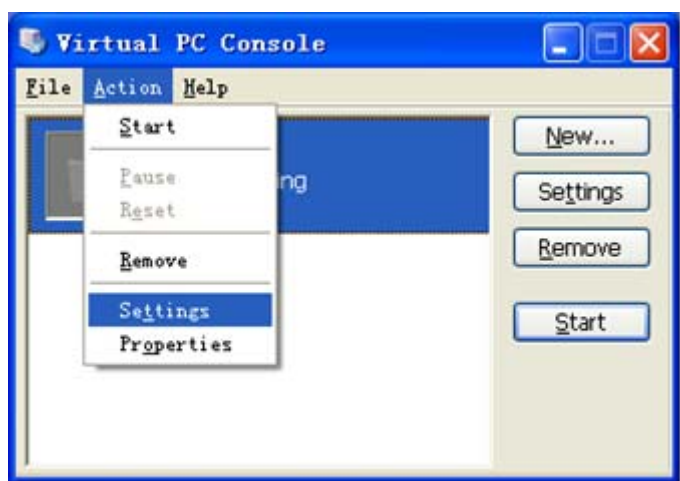 Virtual PC Console
File Action Help
Start
Pause
Reset
Remove
Settings
Properties
ng
New...
Settings
Remove
Start